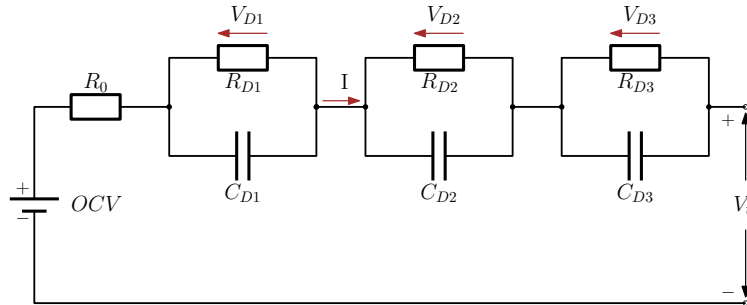 V_{D1} V_{D2} V_{D3}
R_0 R_{D1} I R_{D2} R_{D3}
+
+ OCV C_{D1} C_{D2} C_{D3}
−
−